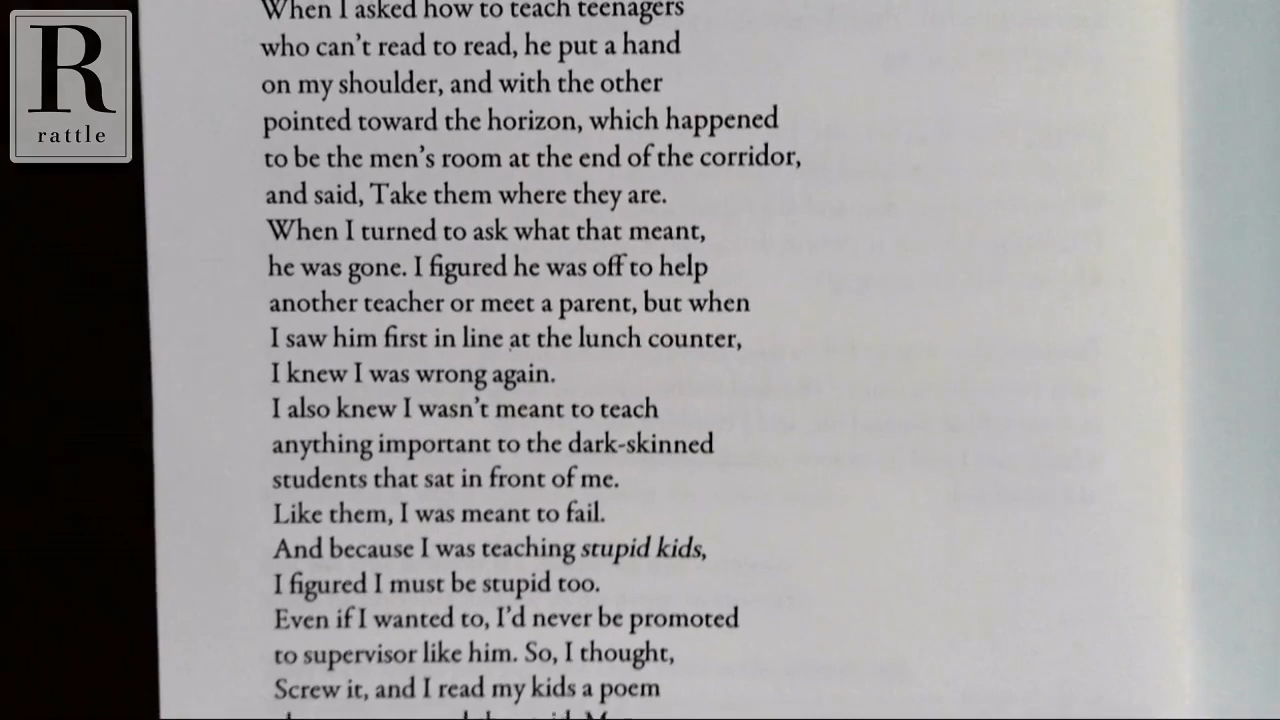 R
rattle
When I asked how to teach teenagers
who can't read to read, he put a hand
on my shoulder, and with the other
pointed toward the horizon, which happened
to be the men's room at the end of the corridor,
and said, Take them where they are.
When I turned to ask what that meant,
he was gone. I figured he was off to help
another teacher or meet a parent, but when
I saw him first in line at the lunch counter,
I knew I was wrong again.
I also knew I wasn't meant to teach
anything important to the dark-skinned
students that sat in front of me.
Like them, I was meant to fail.
And because I was teaching stupid kids,
I figured I must be stupid too.
Even if I wanted to, I'd never be promoted
to supervisor like him. So, I thought,
Screw it, and I read my kids a poem